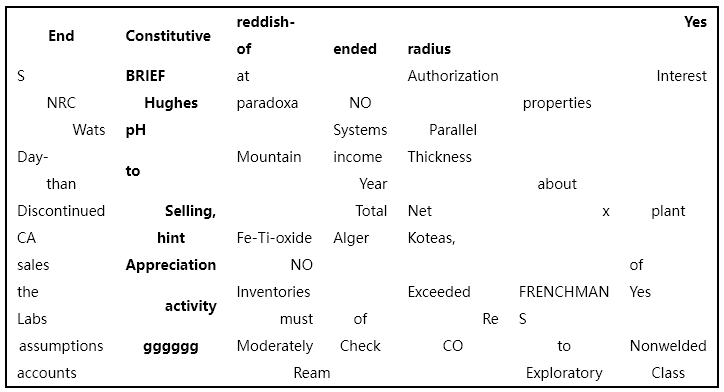 reddish- Yes
End Constitutive
of ended radius
S BRIEF at Authorization Interest
NRC Hughes paradoxa NO properties
Wats pH Systems Parallel
Day- Mountain income Thickness
to
than Year about
Discontinued Selling, Total Net x plant
CA hint Fe-Ti-oxide Alger Koteas,
sales Appreciation NO of
the Inventories Exceeded FRENCHMAN Yes
activity
Labs must of Re S
assumptions gggggg Moderately Check CO to Nonwelded
accounts Ream Exploratory Class